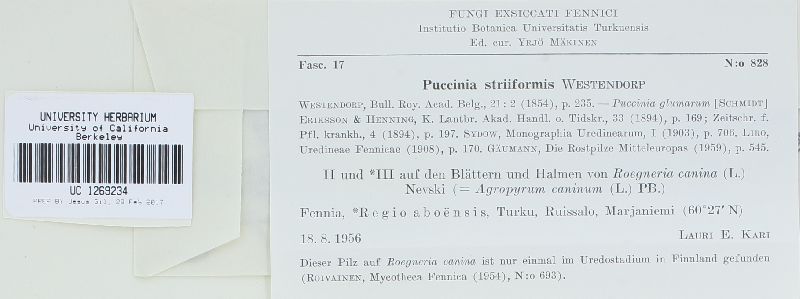 UNIVERSITY HERBARIUM
University of California
Berkeley
UC 1269234
FUNGI EXSICCATI FENNICI
Institutio Botanica Universitatis Turkuensis
Ed. cur. YRJÖ MÄKINEN
Fasc. 17 N:o 828
Puccinia striiformis WESTENDORP
WESTENDORP, Bull. Roy. Acad. Belg., 21: 2 (1854), p. 235. — Puccinia glumarum [SCHMIDT]
ERIKSSON & HENNING, K. Lantbr. Akad. Handl. o. Tidskr., 33 (1894), p. 169; Zeitschr. f.
Pfl. krankh., 4 (1894), p. 197. SYDOW, Monographia Uredinearum, I (1903), p. 706. LIRO,
Uredineae Fennicae (1908), p. 170. GÄUMANN, Die Rostpilze Mitteleuropas (1959), p. 545.
II und *III auf den Blättern und Halmen von Roegneria canina (L.)
Nevski (= Agropyrum caninum (L.) PB.)
Fennia, *Regio aboënsis, Turku, Ruissalo, Marjaniemi (60°27′ N)
18. 8. 1956 LAURI E. KARI
Dieser Pilz auf Roegneria canina ist nur einmal im Uredostadium in Finnland gefunden
(ROIVAINEN, Mycotheca Fennica (1954), N:o 693).